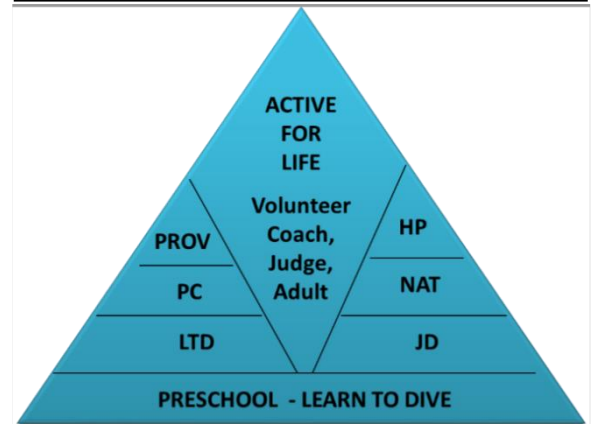 ACTIVE
FOR
LIFE
Volunteer
Coach,
Judge,
Adult
PROV
PC
LTD
HP
NAT
JD
PRESCHOOL - LEARN TO DIVE